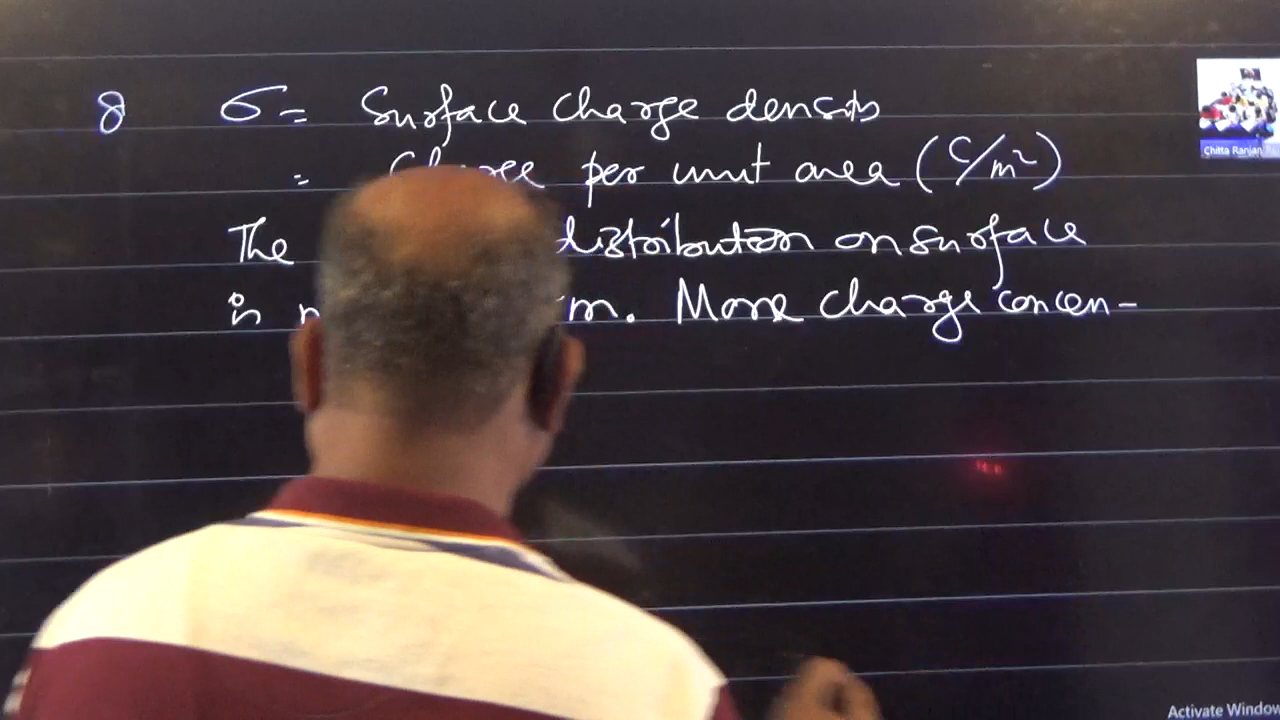 8 σ = Surface charge density
= per unit area (C/m²)
The distribution on surface
is m. More charge concen-
Chitta Ranjan
Activate Window